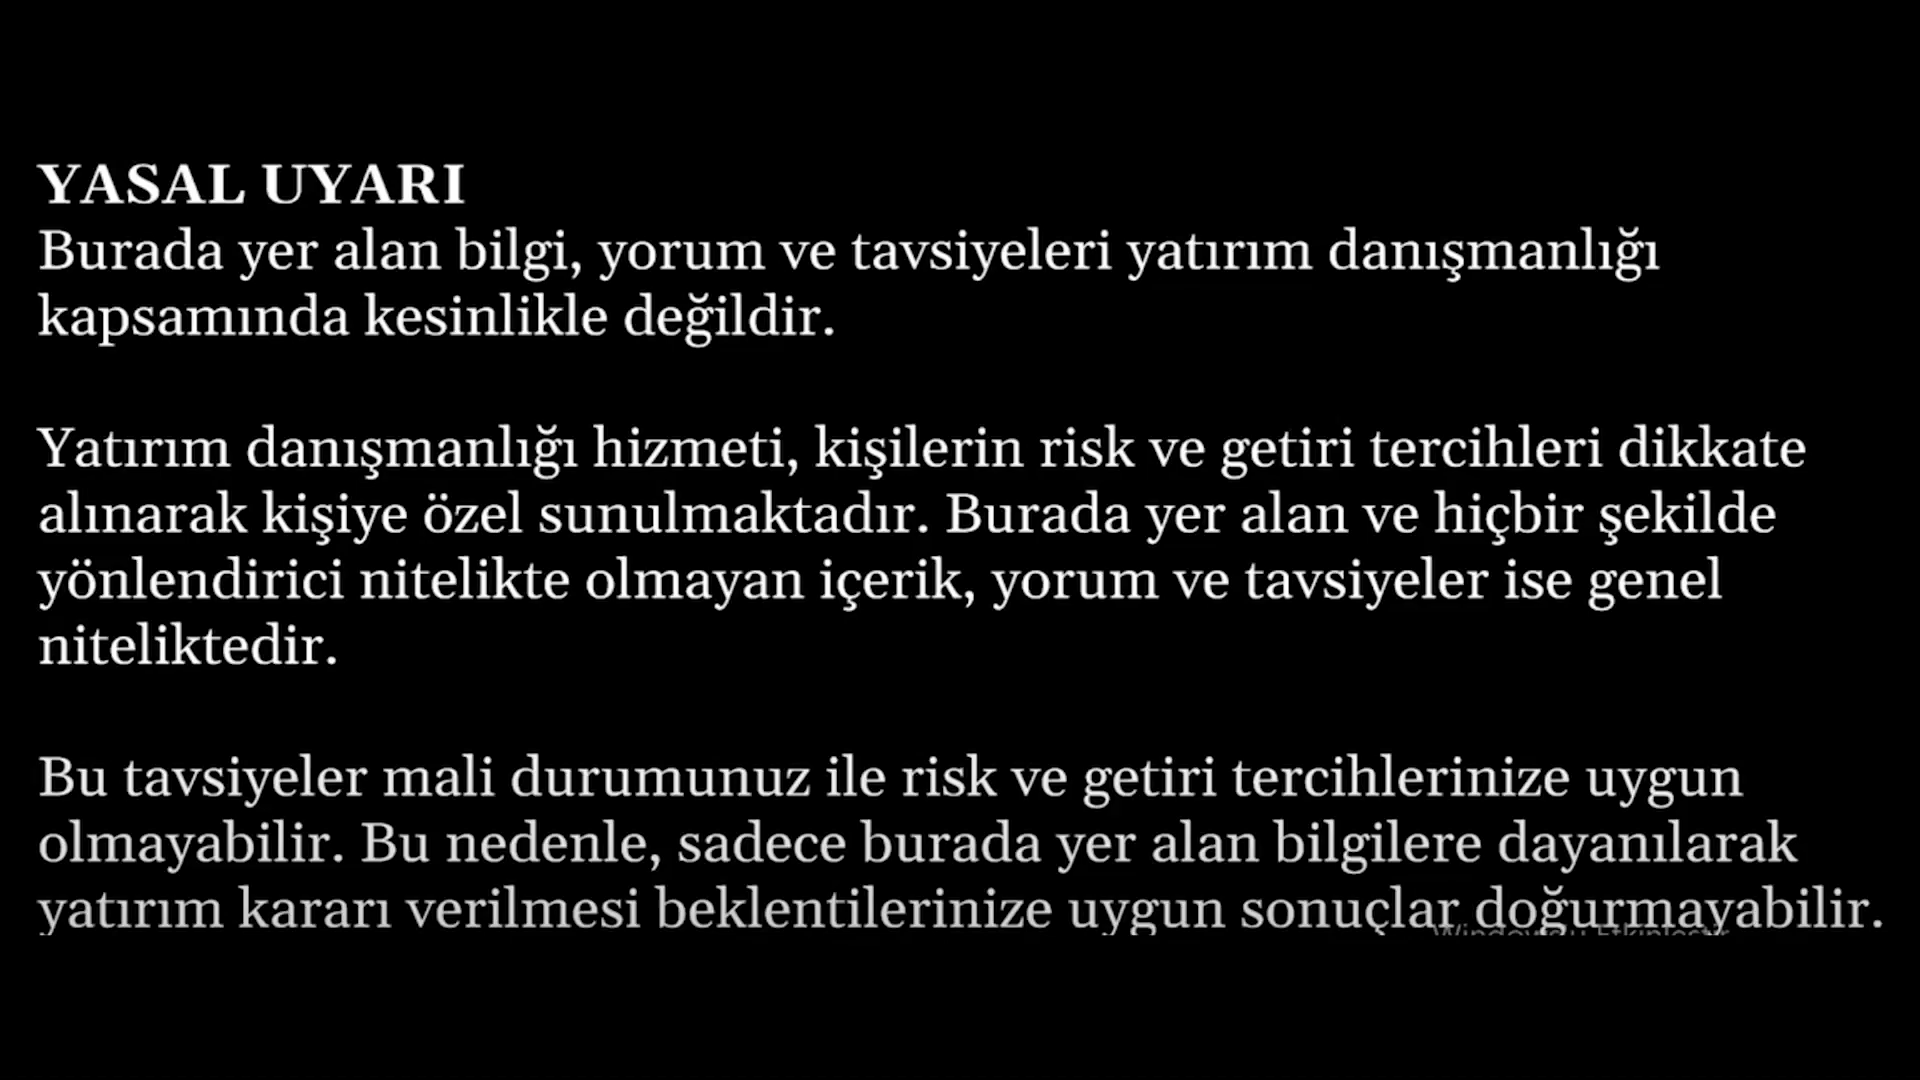 YASAL UYARI
Burada yer alan bilgi, yorum ve tavsiyeleri yatırım danışmanlığı
kapsamında kesinlikle değildir.
Yatırım danışmanlığı hizmeti, kişilerin risk ve getiri tercihleri dikkate
alınarak kişiye özel sunulmaktadır. Burada yer alan ve hiçbir şekilde
yönlendirici nitelikte olmayan içerik, yorum ve tavsiyeler ise genel
niteliktedir.
Bu tavsiyeler mali durumunuz ile risk ve getiri tercihlerinize uygun
olmayabilir. Bu nedenle, sadece burada yer alan bilgilere dayanılarak
yatırım kararı verilmesi beklentilerinize uygun sonuçlar doğurmayabilir.